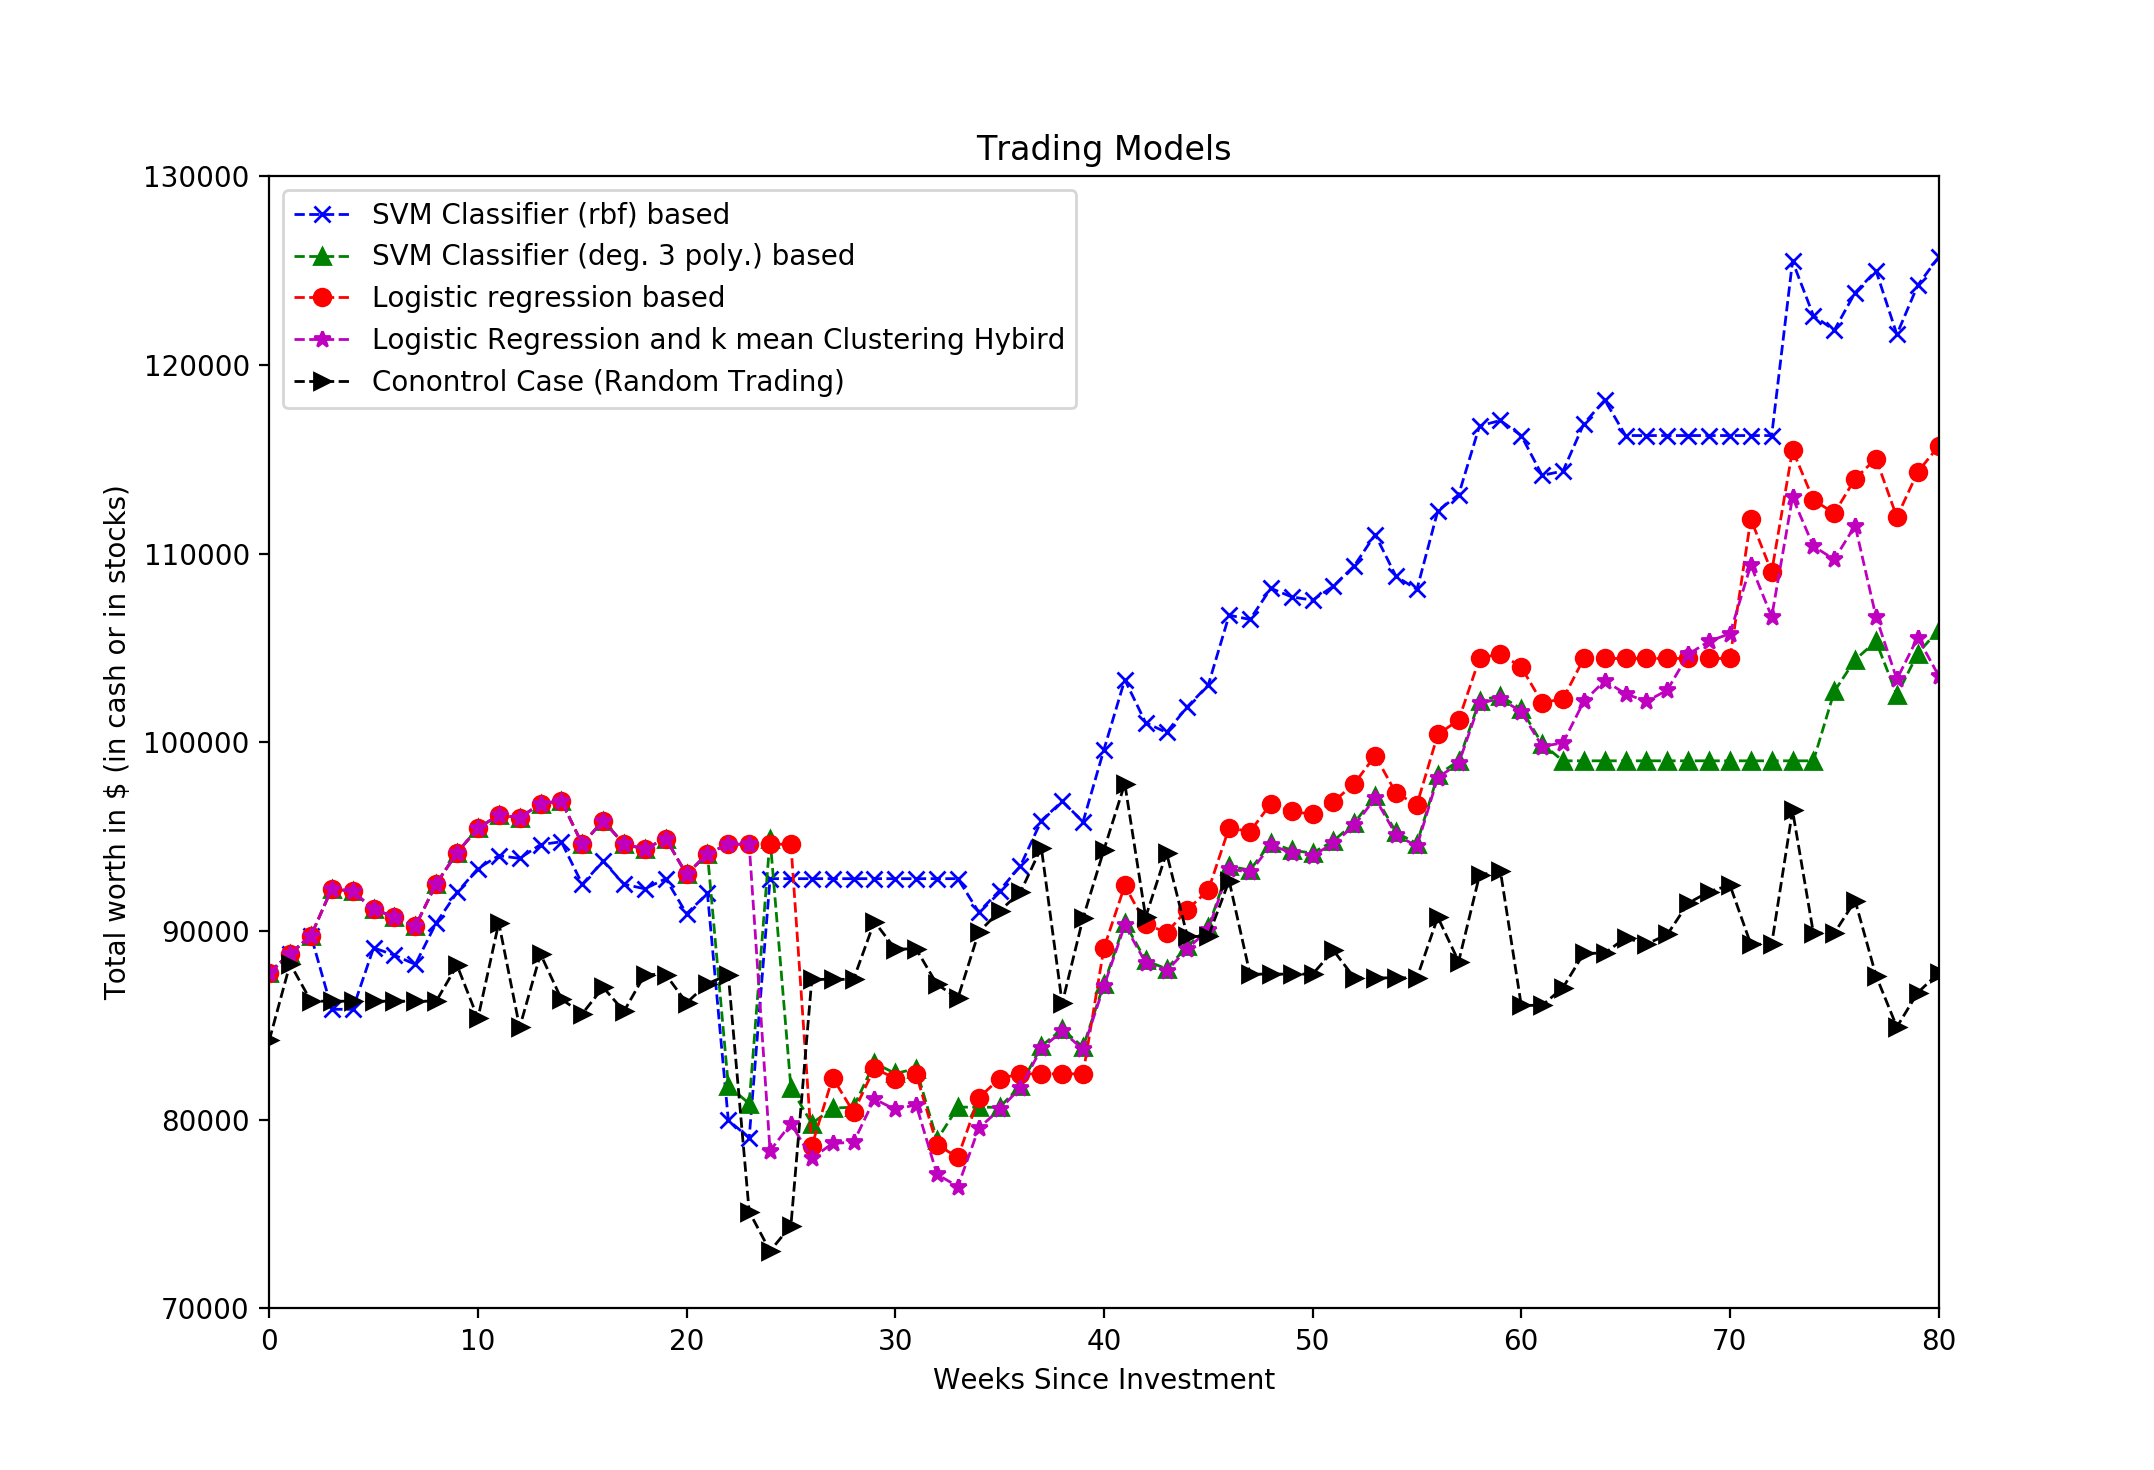 Trading Models
130000
120000
110000
100000
90000
80000
70000
Total worth in $ (in cash or in stocks)
SVM Classifier (rbf) based
SVM Classifier (deg. 3 poly.) based
Logistic regression based
Logistic Regression and k mean Clustering Hybird
Conontrol Case (Random Trading)
0 10 20 30 40 50 60 70 80
Weeks Since Investment